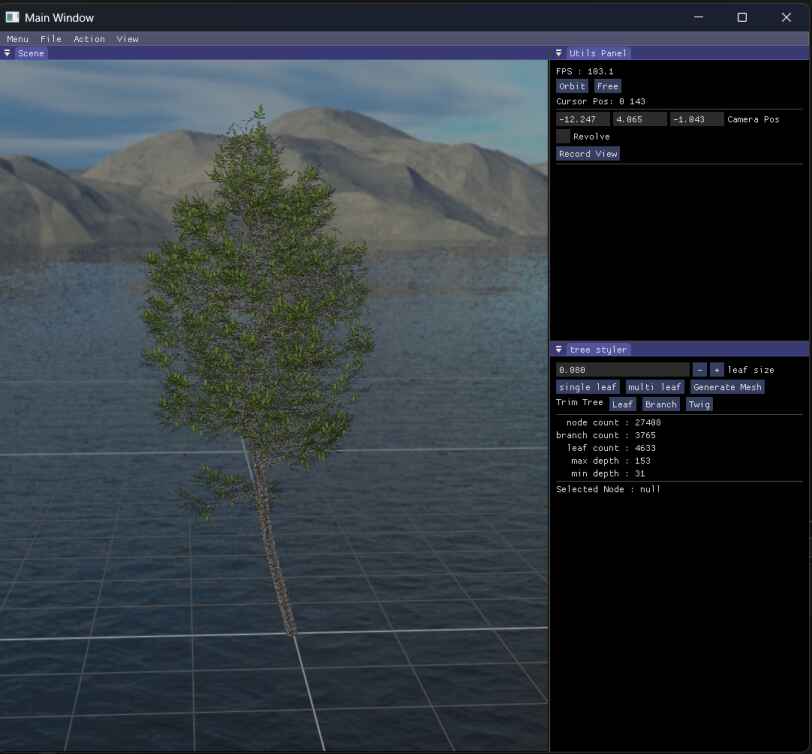 Main Window
Menu File Action View
Scene
Utils Panel
FPS : 103.1
Orbit Free
Cursor Pos: 0 143
-12.247 4.065 -1.043 Camera Pos
Revolve
Record View
tree styler
0.080 - + leaf size
single leaf multi leaf Generate Mesh
Trim Tree Leaf Branch Twig
node count : 27408
branch count : 3765
leaf count : 4633
max depth : 153
min depth : 31
Selected Node : null